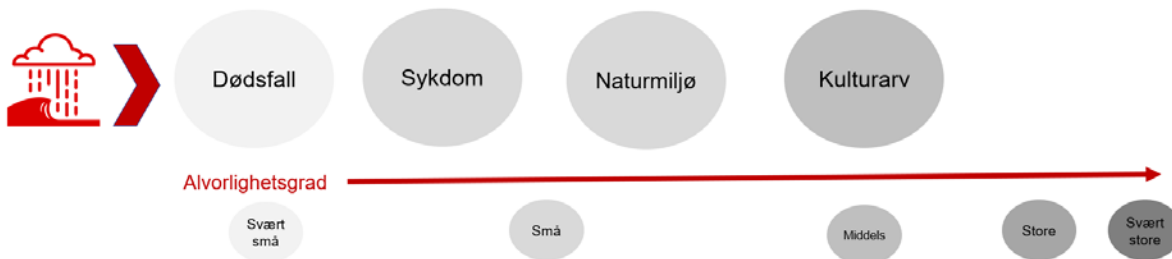 Dødsfall
Sykdom
Naturmiljø
Kulturarv
Alvorlighetsgrad
Svært
små
Små
Middels
Store
Svært
store